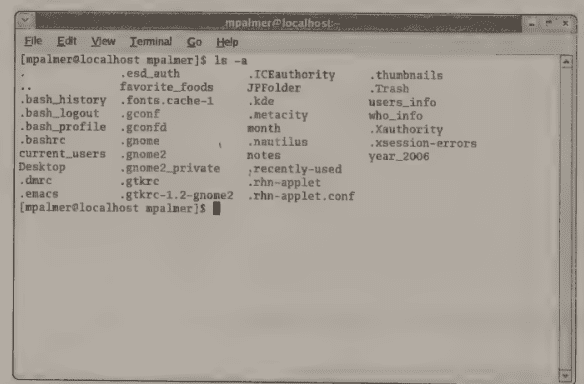 mpalmer@localhost:~
File Edit View Terminal Go Help
[mpalmer@localhost mpalmer]$ ls -a
. .esd_auth .ICEauthority .thumbnails
.. favorite_foods JPFolder .Trash
.bash_history .fonts.cache-1 .kde users_info
.bash_logout .gconf .metacity who_info
.bash_profile .gconfd month .Xauthority
.bashrc .gnome .nautilus .xsession-errors
current_users .gnome2 notes year_2006
Desktop .gnome2_private .recently-used
.dmrc .gtkrc .rhn-applet
.emacs .gtkrc-1.2-gnome2 .rhn-applet.conf
[mpalmer@localhost mpalmer]$